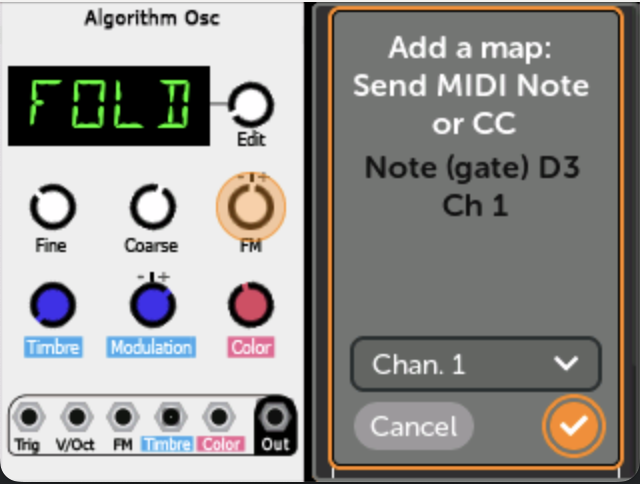 Algorithm Osc
FOLD
Edit
Fine
Coarse
FM
Timbre
Modulation
Color
Trig
V/Oct
FM
Timbre
Color
Out
Add a map:
Send MIDI Note
or CC
Note (gate) D3
Ch 1
Chan. 1
Cancel